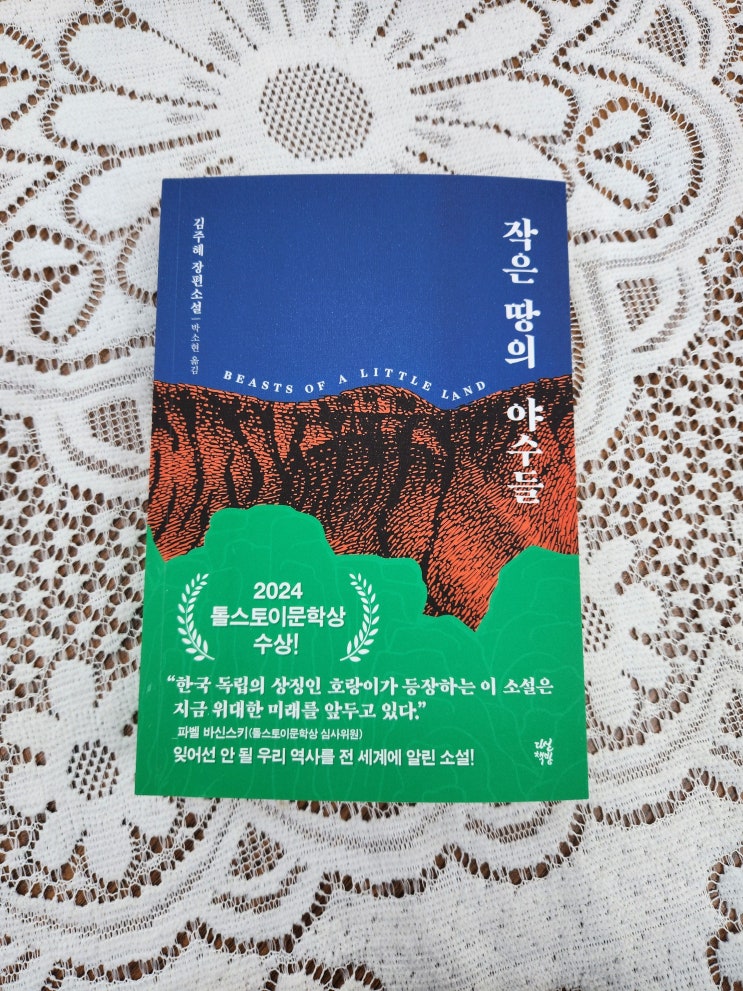 작은 땅의 야수들
김주혜 장편소설 | 박소현 옮김
BEASTS OF A LITTLE LAND
2024
톨스토이문학상
수상!
“한국 독립의 상징인 호랑이가 등장하는 이 소설은
지금 위대한 미래를 앞두고 있다.”
_파벨 바신스키(톨스토이문학상 심사위원)
잊어선 안 될 우리 역사를 전 세계에 알린 소설!
다산
책방